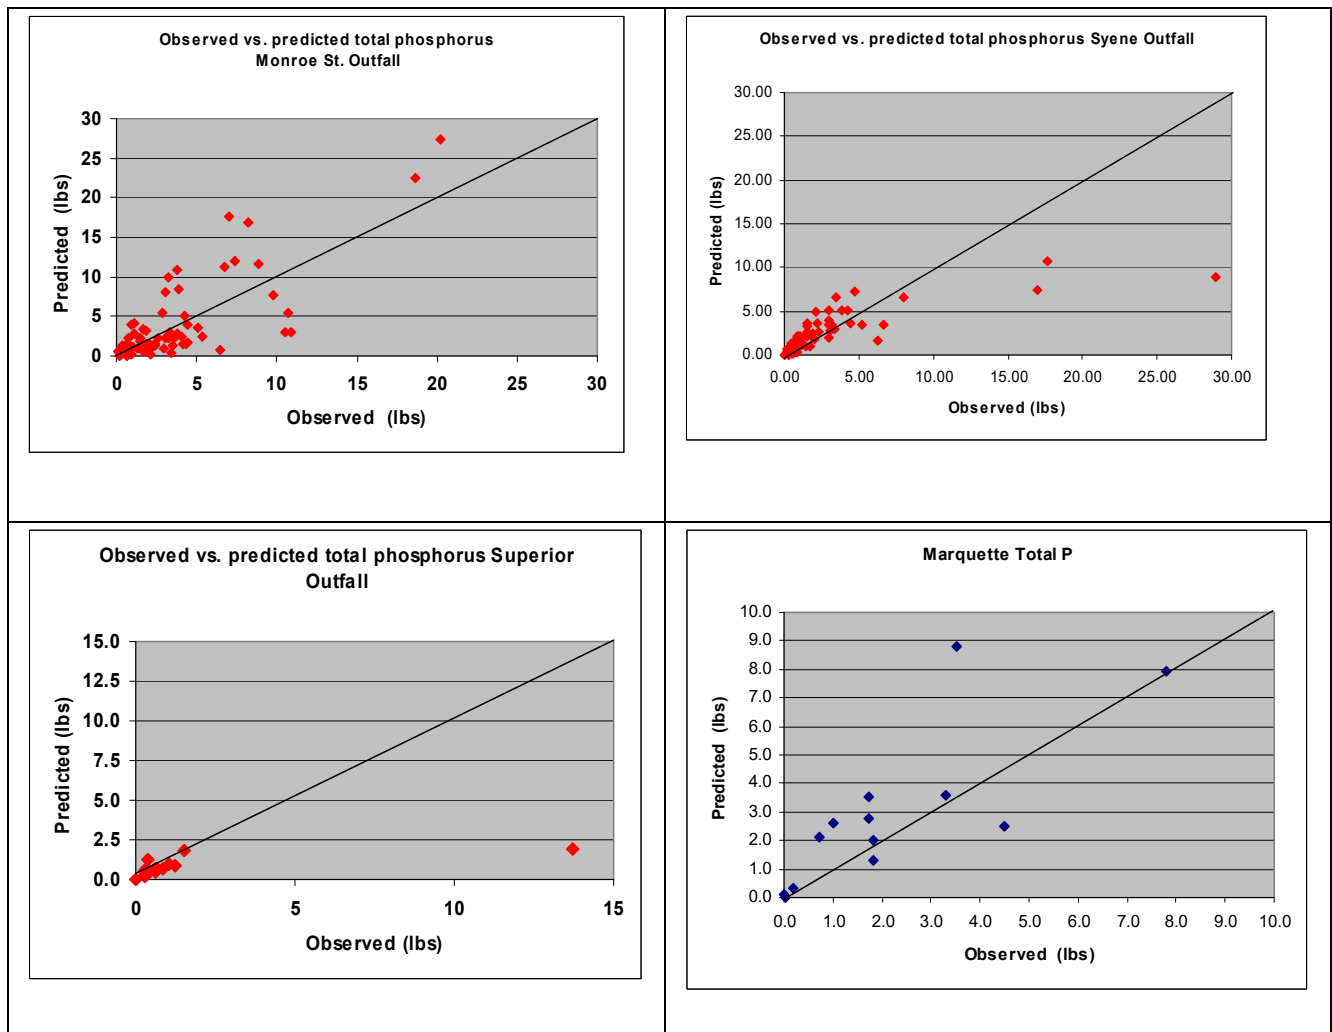 Observed vs. predicted total phosphorus
Monroe St. Outfall
30
25
20
15
10
5
0
Predicted (lbs)
0 5 10 15 20 25 30
Observed (lbs)
Observed vs. predicted total phosphorus Syene Outfall
30.00
25.00
20.00
15.00
10.00
5.00
0.00
Predicted (lbs)
0.00 5.00 10.00 15.00 20.00 25.00 30.00
Observed (lbs)
Observed vs. predicted total phosphorus Superior
Outfall
15.0
12.5
10.0
7.5
5.0
2.5
0.0
Predicted (lbs)
0 5 10 15
Observed (lbs)
Marquette Total P
10.0
9.0
8.0
7.0
6.0
5.0
4.0
3.0
2.0
1.0
0.0
Predicted (lbs)
0.0 1.0 2.0 3.0 4.0 5.0 6.0 7.0 8.0 9.0 10.0
Observed (lbs)